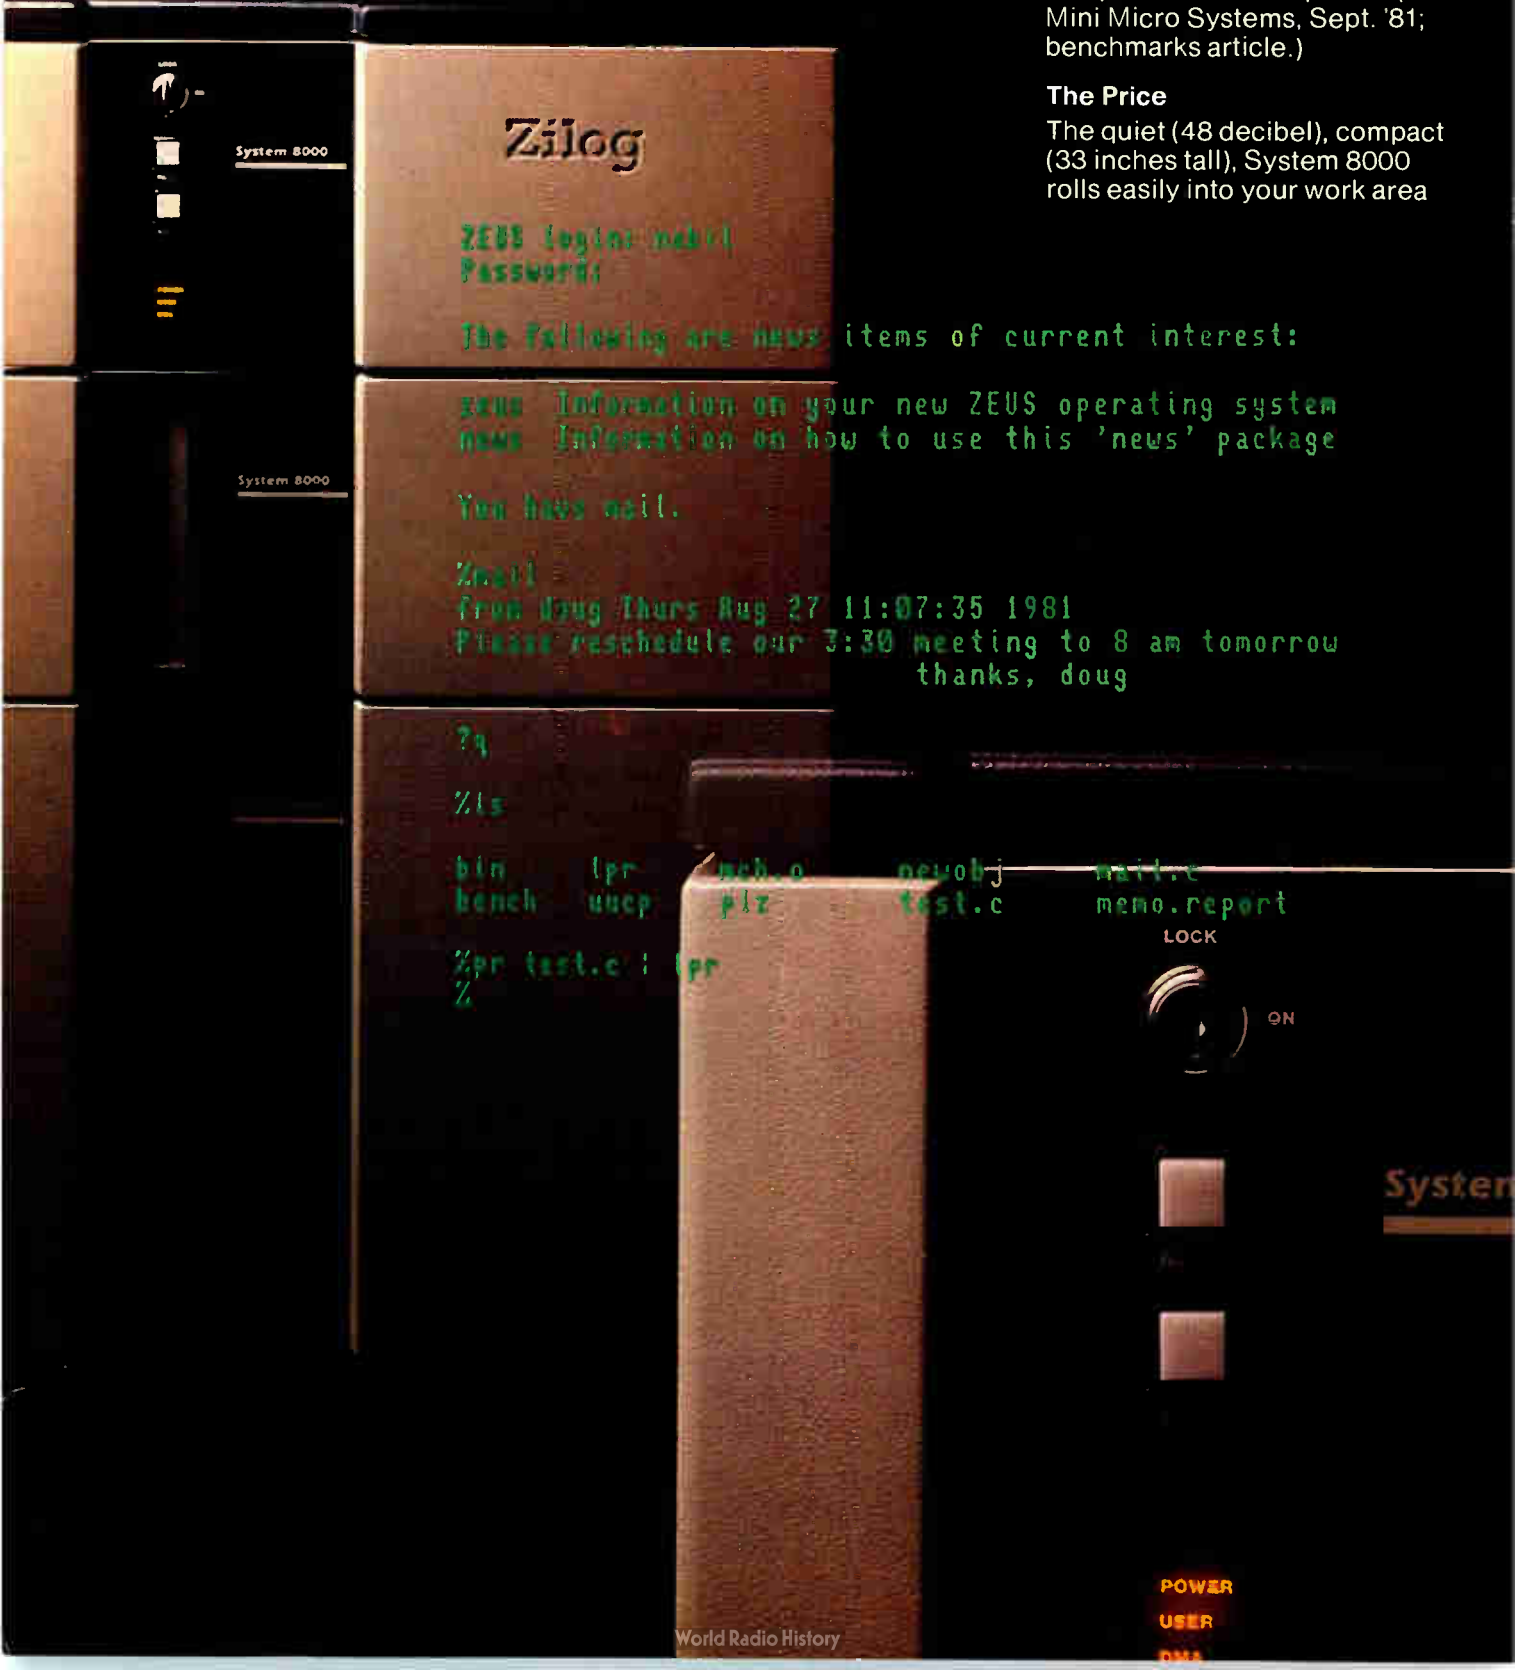 Mini Micro Systems, Sept. '81;
benchmarks article.)
The Price
The quiet (48 decibel), compact
(33 inches tall), System 8000
rolls easily into your work area
Zilog
System 8000
ZEUS login: nabil
Password:
The following are news items of current interest:
zeus Information on your new ZEUS operating system
news Information on how to use this 'news' package
System 8000
You have mail.
%mail
from doug Thurs Aug 27 11:07:35 1981
Please reschedule our 3:30 meeting to 8 am tomorrow
thanks, doug
?q
%ls
bin lpr mch.o newobj mail.c
bench uucp plz test.c memo.report
%pr test.c | lpr
%
LOCK
ON
System
POWER
USER
DMA
World Radio History